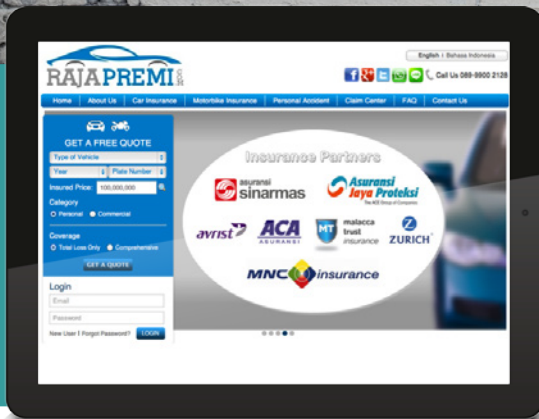 English | Bahasa Indonesia
RAJAPREMI
Call Us 089-8900 2128
Home About Us Car Insurance Motorbike Insurance Personal Accident Claim Center FAQ Contact Us
GET A FREE QUOTE
Type of Vehicle
Year Plate Number
Insured Price: 100,000,000
Category
Personal Commercial
Coverage
Total Loss Only Comprehensive
GET A QUOTE
Login
Email
Password
New User | Forgot Password? LOGIN
Insurance Partners
asuransi
sinarmas
Asuransi
Jaya Proteksi
The ACE Group of Companies
avrist
ACA
ASURANSI
MT
malacca
trust
insurance
Z
ZURICH
MNC insurance